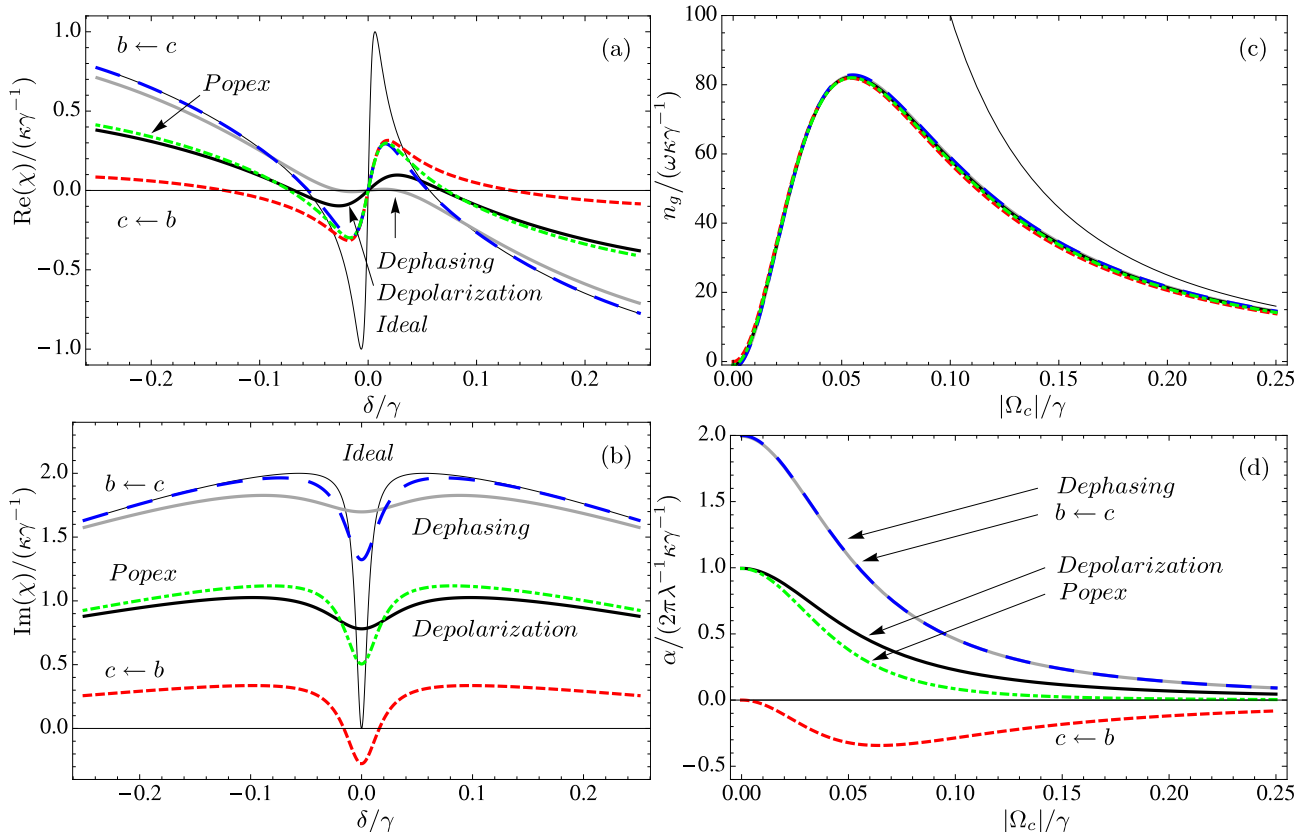 (a)
b ← c
Popex
c ← b
Dephasing
Depolarization
Ideal
Re(χ)/(κγ⁻¹)
1.0
0.5
0.0
−0.5
−1.0
−0.2
−0.1
0.0
0.1
0.2
δ/γ
(c)
n_g/(ωκγ⁻¹)
100
80
60
40
20
0
0.00
0.05
0.10
0.15
0.20
0.25
|Ω_c|/γ
(b)
Ideal
b ← c
Dephasing
Popex
Depolarization
c ← b
Im(χ)/(κγ⁻¹)
2.0
1.5
1.0
0.5
0.0
−0.2
−0.1
0.0
0.1
0.2
δ/γ
(d)
Dephasing
b ← c
Depolarization
Popex
c ← b
α/(2πλ⁻¹κγ⁻¹)
2.0
1.5
1.0
0.5
0.0
−0.5
0.00
0.05
0.10
0.15
0.20
0.25
|Ω_c|/γ